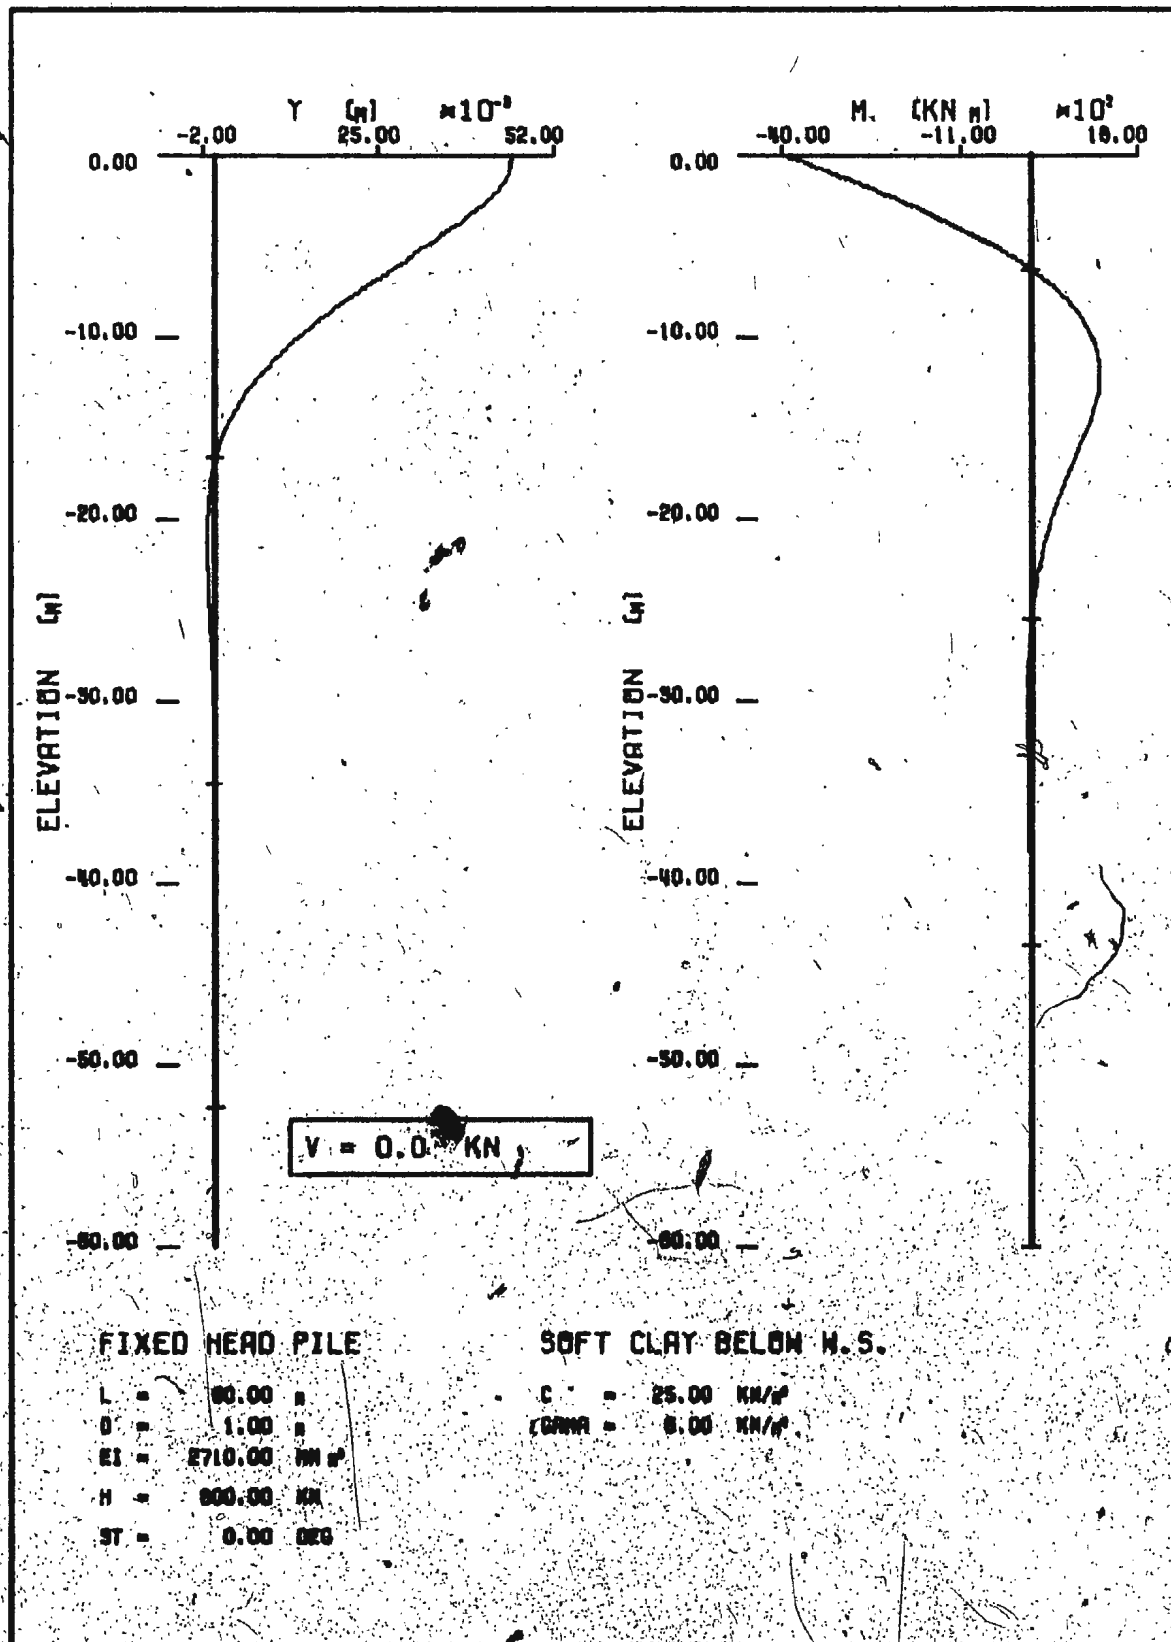 Y [M] ×10⁻³
-2.00 25.00 52.00
0.00
-10.00
-20.00
-30.00
-40.00
-50.00
-60.00
ELEVATION [M]
M. [KN M] ×10²
-40.00 -11.00 18.00
0.00
-10.00
-20.00
-30.00
-40.00
-50.00
-60.00
ELEVATION [M]
V = 0.0 KN
FIXED HEAD PILE
L = 60.00 M
D = 1.00 M
EI = 2710.00 MN M²
H = 800.00 KN
ST = 0.00 DEG
SOFT CLAY BELOW W.S.
C = 25.00 KN/M²
GAMA = KN/M³